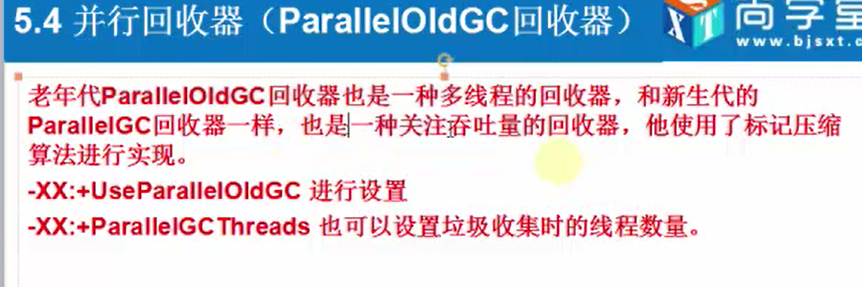 5.4 并行回收器（ParallelOldGC回收器）
尚学堂
www.bjsxt.com
老年代ParallelOldGC回收器也是一种多线程的回收器，和新生代的
ParallelGC回收器一样，也是一种关注吞吐量的回收器，他使用了标记压缩
算法进行实现。
-XX:+UseParallelOldGC 进行设置
-XX:+ParallelGCThreads 也可以设置垃圾收集时的线程数量。